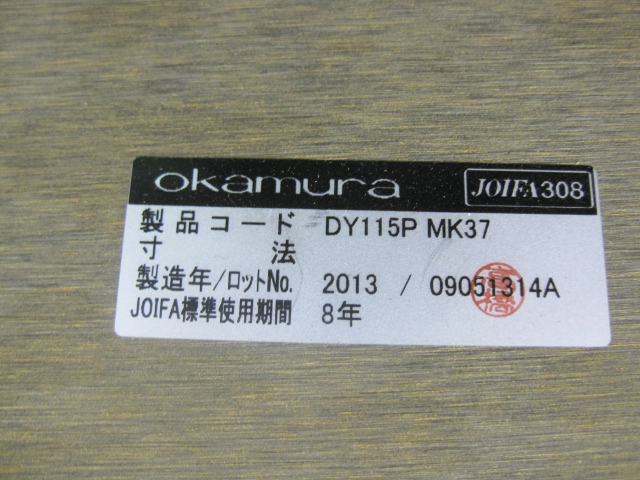 okamura JOIFA308
製品コード DY115P MK37
寸法
製造年/ロットNo. 2013 / 09051314A
JOIFA標準使用期間 8年